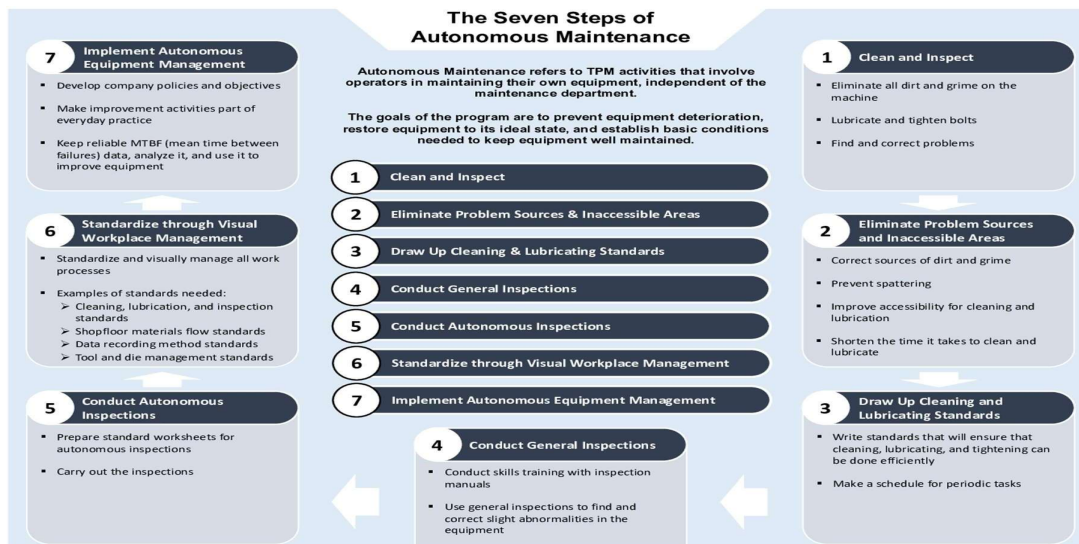 The Seven Steps of
Autonomous Maintenance
Autonomous Maintenance refers to TPM activities that involve
operators in maintaining their own equipment, independent of the
maintenance department.
The goals of the program are to prevent equipment deterioration,
restore equipment to its ideal state, and establish basic conditions
needed to keep equipment well maintained.
1 Clean and Inspect
2 Eliminate Problem Sources & Inaccessible Areas
3 Draw Up Cleaning & Lubricating Standards
4 Conduct General Inspections
5 Conduct Autonomous Inspections
6 Standardize through Visual Workplace Management
7 Implement Autonomous Equipment Management
1 Clean and Inspect
▪ Eliminate all dirt and grime on the
machine
▪ Lubricate and tighten bolts
▪ Find and correct problems
2 Eliminate Problem Sources
and Inaccessible Areas
▪ Correct sources of dirt and grime
▪ Prevent spattering
▪ Improve accessibility for cleaning and
lubrication
▪ Shorten the time it takes to clean and
lubricate
3 Draw Up Cleaning and
Lubricating Standards
▪ Write standards that will ensure that
cleaning, lubricating, and tightening can
be done efficiently
▪ Make a schedule for periodic tasks
4 Conduct General Inspections
▪ Conduct skills training with inspection
manuals
▪ Use general inspections to find and
correct slight abnormalities in the
equipment
5 Conduct Autonomous
Inspections
▪ Prepare standard worksheets for
autonomous inspections
▪ Carry out the inspections
6 Standardize through Visual
Workplace Management
▪ Standardize and visually manage all work
processes
▪ Examples of standards needed:
➢ Cleaning, lubrication, and inspection
standards
➢ Shopfloor materials flow standards
➢ Data recording method standards
➢ Tool and die management standards
7 Implement Autonomous
Equipment Management
▪ Develop company policies and objectives
▪ Make improvement activities part of
everyday practice
▪ Keep reliable MTBF (mean time between
failures) data, analyze it, and use it to
improve equipment